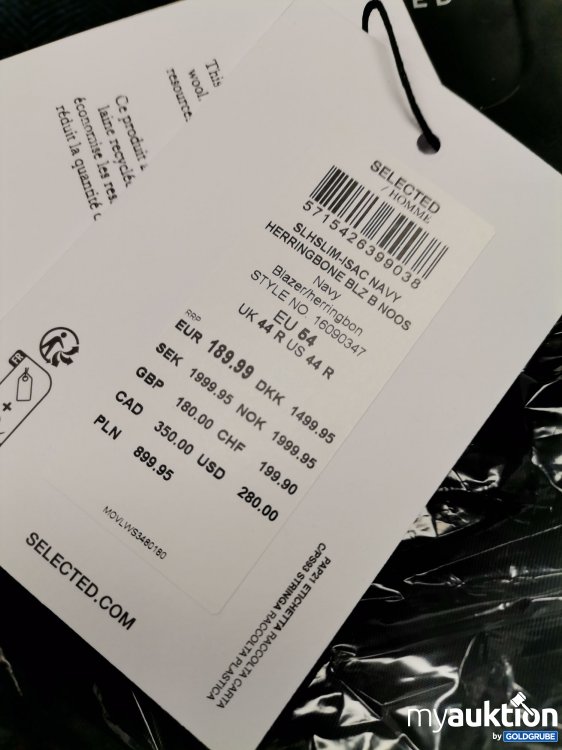 ED
This
wool.
resource.
Ce produit
laine recyclée
économise les res
réduit la quantité
SELECTED
/ HOMME
5715426399038
SLHSLIM-ISAC NAVY
HERRINGBONE BLZ B NOOS
Navy
Blazer/herringbon
STYLE NO 16090347
EU 54
UK 44 R US 44 R
RRP
EUR 189.99 DKK 1499.95
SEK 1999.95 NOK 1999.95
GBP 180.00 CHF 199.90
CAD 350.00 USD 280.00
PLN 899.95
MOVLWS3480180
FR
+
SELECTED.COM
PAP21 ETICHETTA RACCOLTA CARTA
CPS93 STRINGA RACCOLTA PLASTICA
myauktion
by GOLDGRUBE